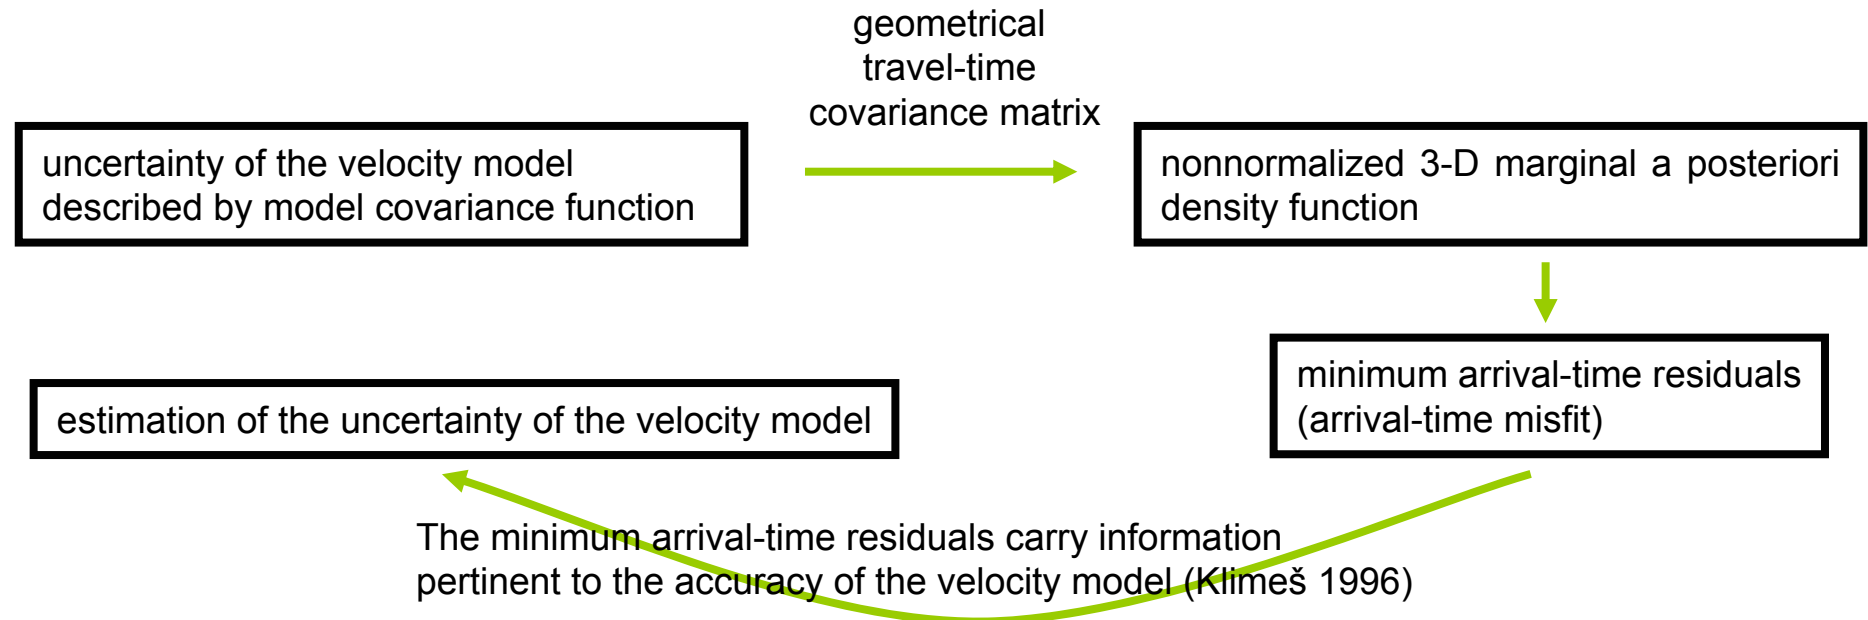 geometrical
travel-time
covariance matrix
uncertainty of the velocity model
described by model covariance function
nonnormalized 3-D marginal a posteriori
density function
minimum arrival-time residuals
(arrival-time misfit)
estimation of the uncertainty of the velocity model
The minimum arrival-time residuals carry information
pertinent to the accuracy of the velocity model (Klimeš 1996)